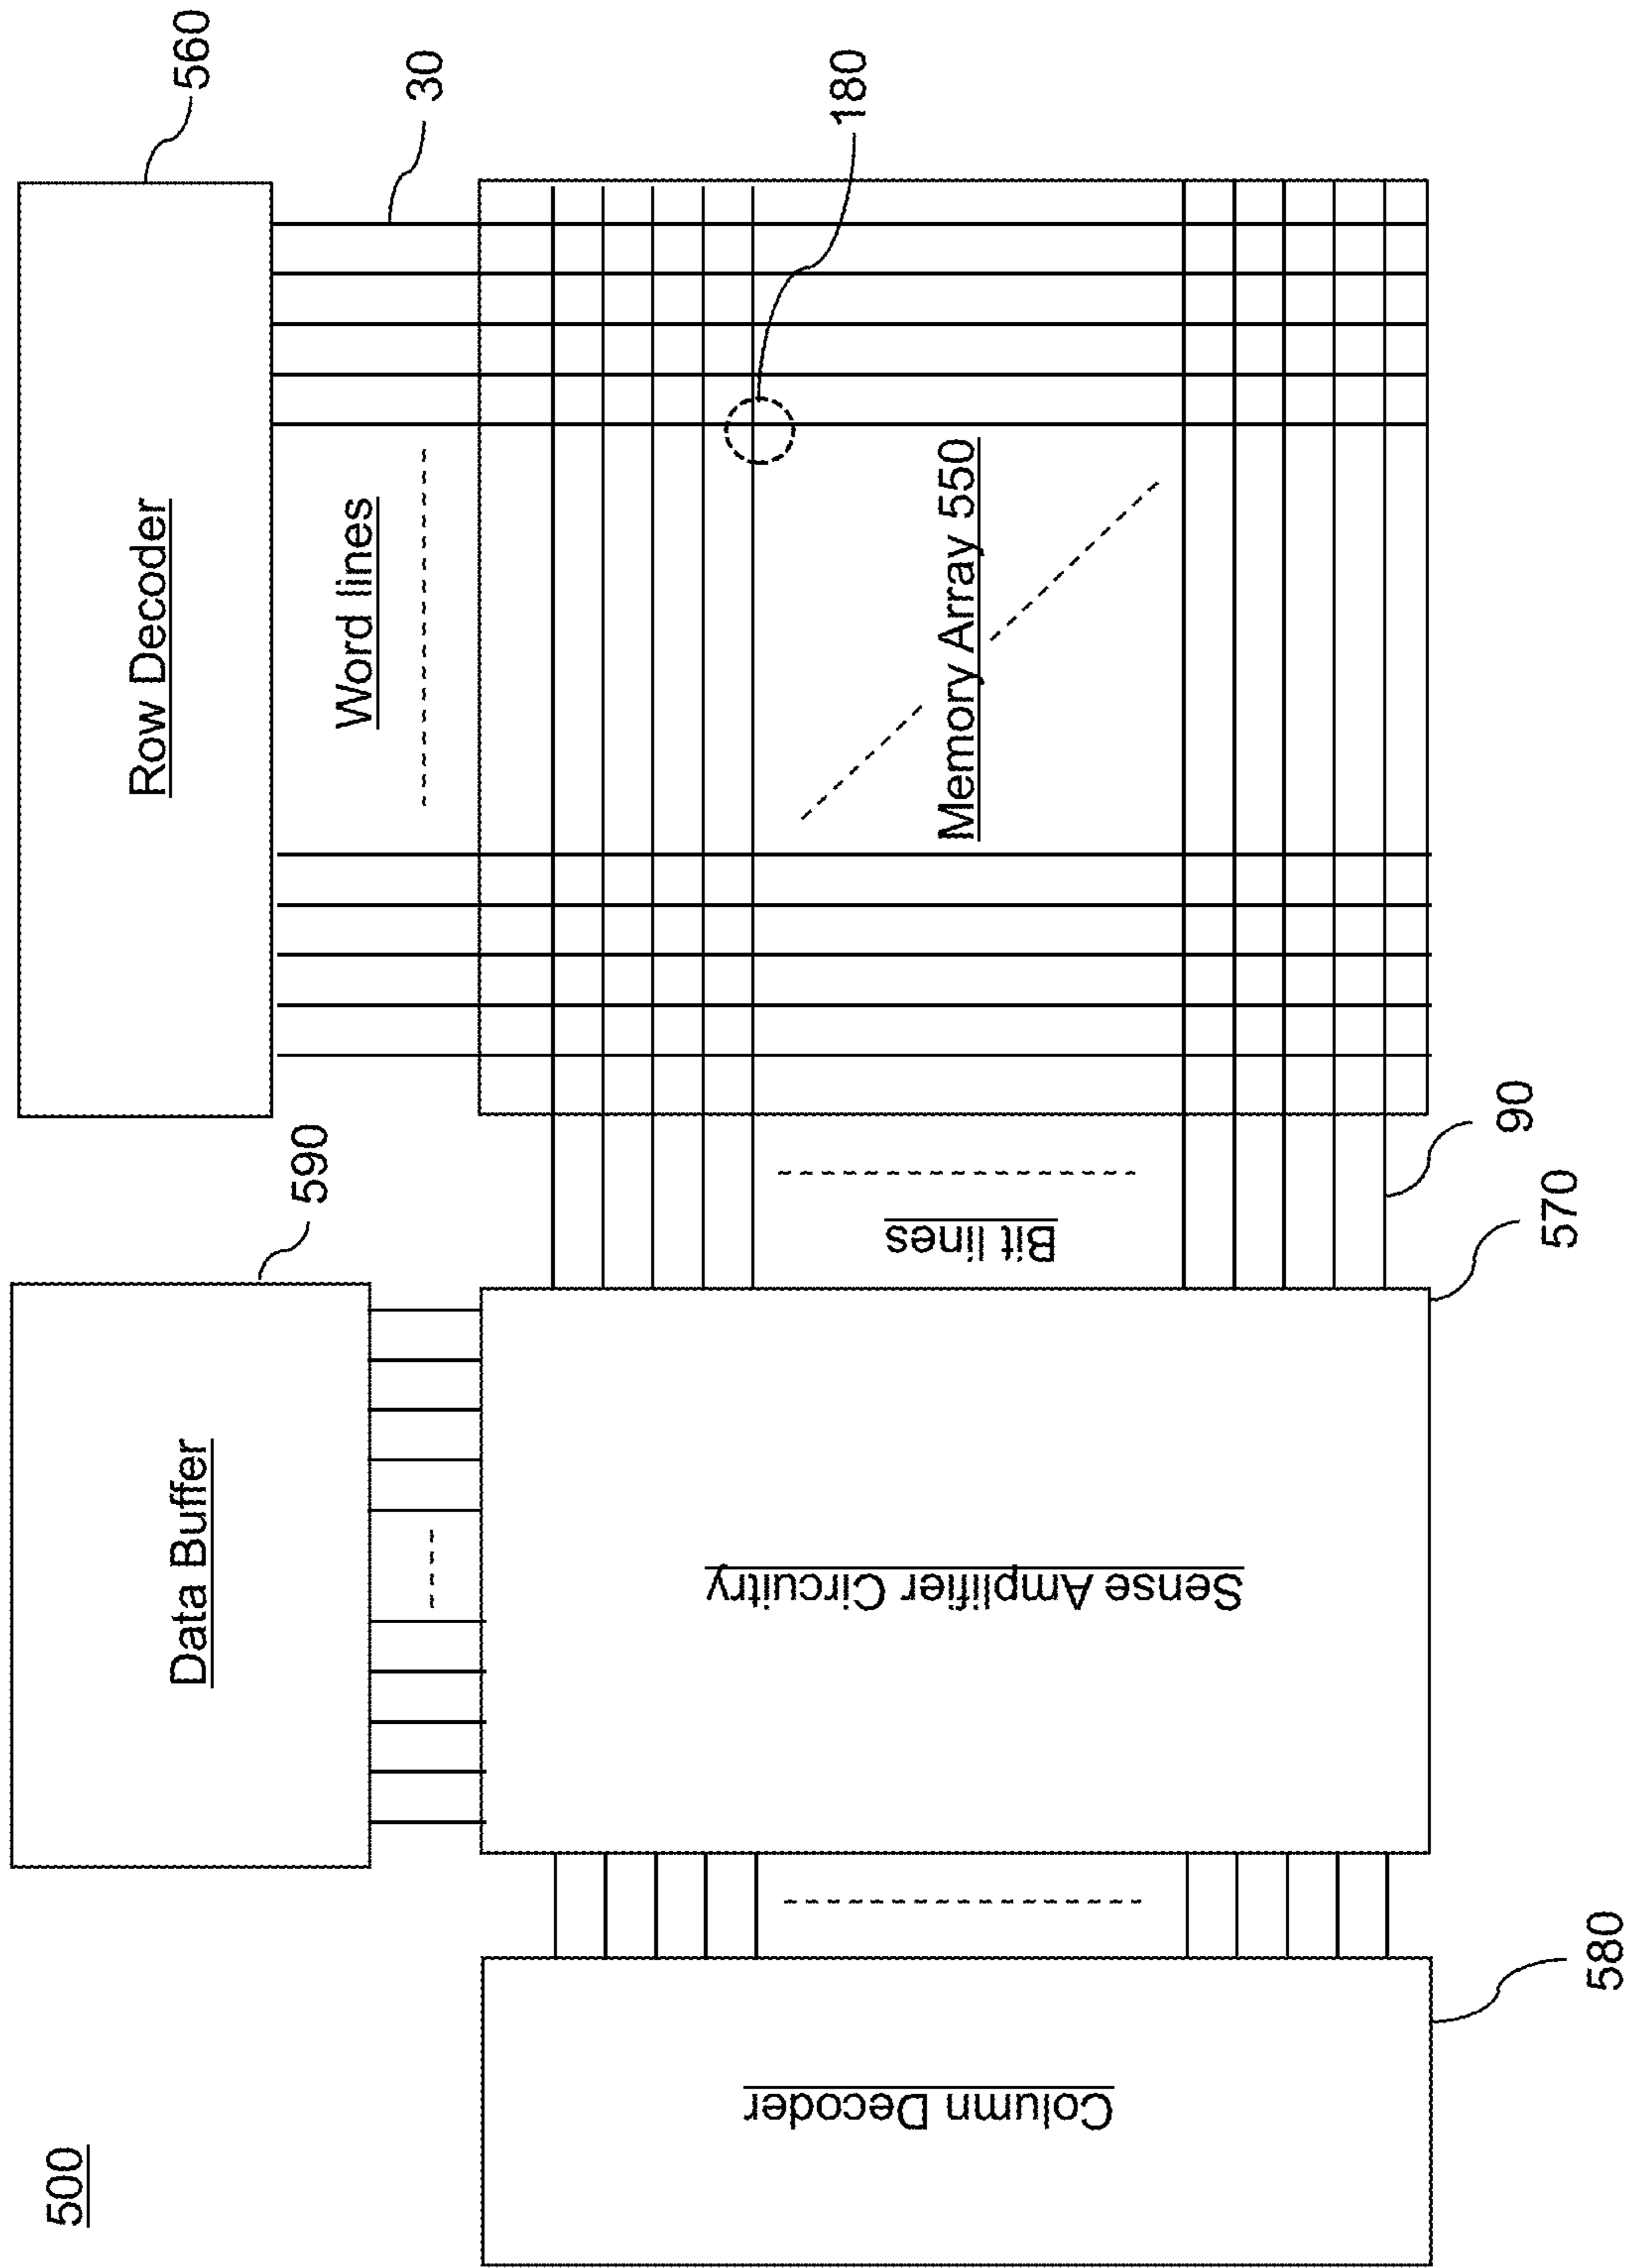 500
Row Decoder
560
Word lines
30
180
Memory Array 550
Data Buffer
590
Bit lines
90
Sense Amplifier Circuitry
570
Column Decoder
580